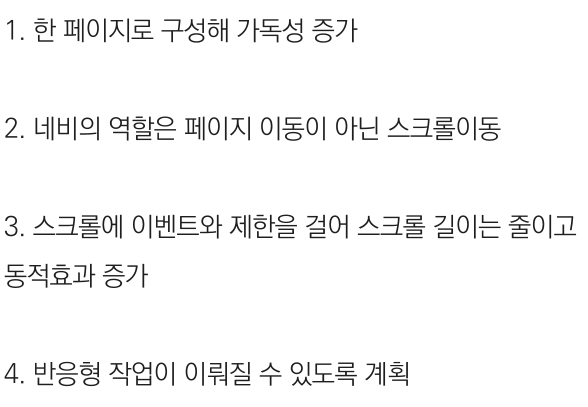 1. 한 페이지로 구성해 가독성 증가
2. 네비의 역할은 페이지 이동이 아닌 스크롤이동
3. 스크롤에 이벤트와 제한을 걸어 스크롤 길이는 줄이고
동적효과 증가
4. 반응형 작업이 이뤄질 수 있도록 계획